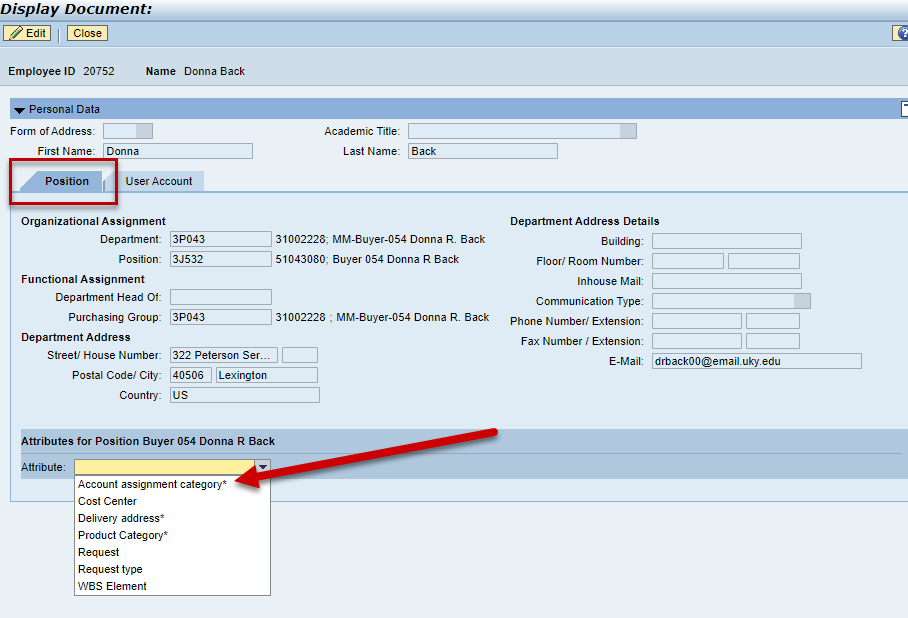 Display Document:
Edit Close
Employee ID 20752 Name Donna Back
Personal Data
Form of Address: Academic Title:
First Name: Donna Last Name: Back
Position User Account
Organizational Assignment Department Address Details
Department: 3P043 31002228; MM-Buyer-054 Donna R. Back Building:
Position: 3J532 51043080; Buyer 054 Donna R Back Floor/ Room Number:
Functional Assignment Inhouse Mail:
Department Head Of: Communication Type:
Purchasing Group: 3P043 31002228 ; MM-Buyer-054 Donna R. Back Phone Number/ Extension:
Department Address Fax Number / Extension:
Street/ House Number: 322 Peterson Ser... E-Mail: drback00@email.uky.edu
Postal Code/ City: 40506 Lexington
Country: US
Attributes for Position Buyer 054 Donna R Back
Attribute:
Account assignment category*
Cost Center
Delivery address*
Product Category*
Request
Request type
WBS Element